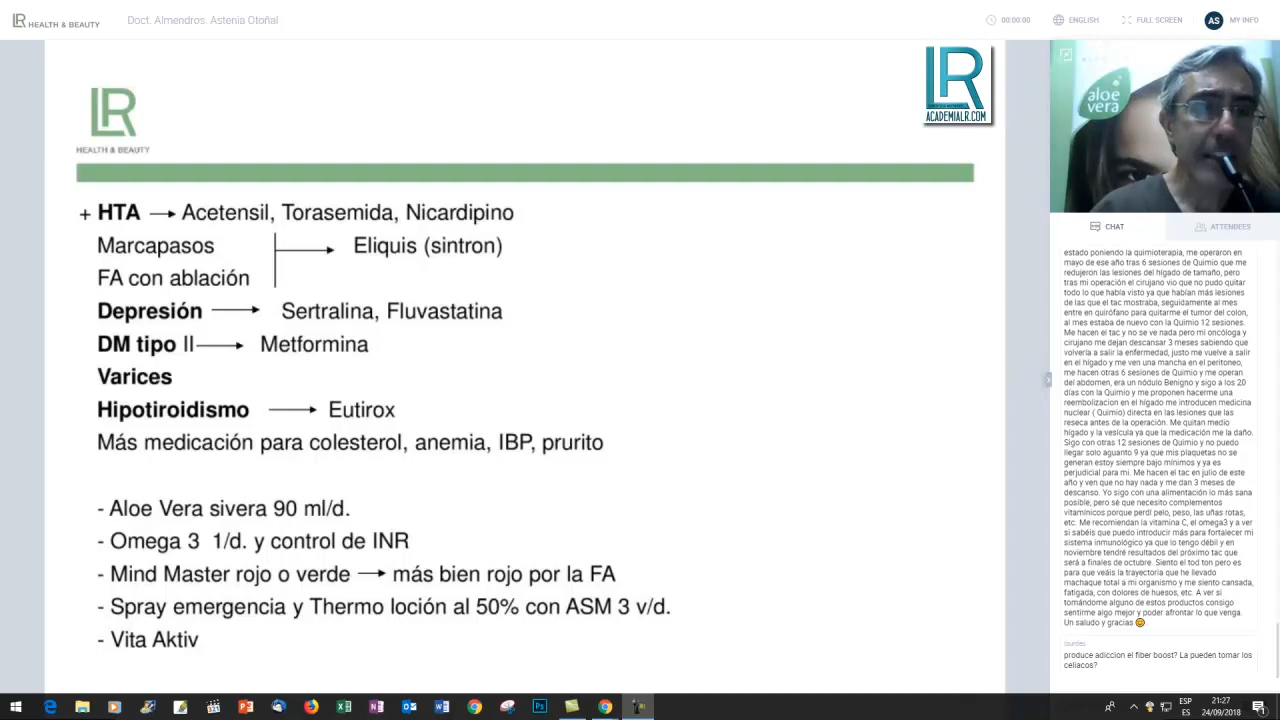 LR HEALTH & BEAUTY
Doct. Almendros. Astenia Otoñal
00:00:00
ENGLISH
FULL SCREEN
AS
MY INFO
LR
HEALTH & BEAUTY
LR
ACADEMIALR.COM
aloe
vera
+ HTA → Acetensil, Torasemida, Nicardipino
Marcapasos → Eliquis (sintron)
FA con ablación
Depresión → Sertralina, Fluvastatina
DM tipo II → Metformina
Varices
Hipotiroidismo → Eutirox
Más medicación para colesterol, anemia, IBP, prurito
- Aloe Vera sivera 90 ml/d.
- Omega 3 1/d. y control de INR
- Mind Master rojo o verde → más bien rojo por la FA
- Spray emergencia y Thermo loción al 50% con ASM 3 v/d.
- Vita Aktiv
CHAT
ATTENDEES
estado poniendo la quimioterapia, me operaron en
mayo de ese año tras 6 sesiones de Quimio que me
redujeron las lesiones del hígado de tamaño, pero
tras mi operación el cirujano vio que no pudo quitar
todo lo que había visto ya que habían más lesiones
de las que el tac mostraba, seguidamente al mes
entre en quirófano para quitarme el tumor del colon,
al mes estaba de nuevo con la Quimio 12 sesiones.
Me hacen el tac y no se ve nada pero mi oncóloga y
cirujano me dejan descansar 3 meses sabiendo que
volvería a salir la enfermedad, justo me vuelve a salir
en el hígado y me ven una mancha en el peritoneo,
me hacen otras 6 sesiones de Quimio y me operan
del abdomen, era un nódulo Benigno y sigo a los 20
días con la Quimio y me proponen hacerme una
reembolizacion en el hígado me introducen medicina
nuclear ( Quimio) directa en las lesiones que las
reseca antes de la operación. Me quitan medio
hígado y la vesícula ya que la medicación me la daño.
Sigo con otras 12 sesiones de Quimio y no puedo
llegar solo aguanto 9 ya que mis plaquetas no se
generan estoy siempre bajo mínimos y ya es
perjudicial para mi. Me hacen el tac en julio de este
año y ven que no hay nada y me dan 3 meses de
descanso. Yo sigo con una alimentación lo más sana
posible, pero sé que necesito complementos
vitamínicos porque perdí pelo, peso, las uñas rotas,
etc. Me recomiendan la vitamina C, el omega3 y a ver
si sabéis que puedo introducir más para fortalecer mi
sistema inmunológico ya que lo tengo débil y en
noviembre tendré resultados del próximo tac que
será a finales de octubre. Siento el tod ton pero es
para que veáis la trayectoria que he llevado
machaque total a mi organismo y me siento cansada,
fatigada, con dolores de huesos, etc. A ver si
tomándome alguno de estos productos consigo
sentirme algo mejor y poder afrontar lo que venga.
Un saludo y gracias 😊
lourdes
produce adiccion el fiber boost? La pueden tomar los
celiacos?
ESP
ES
21:27
24/09/2018